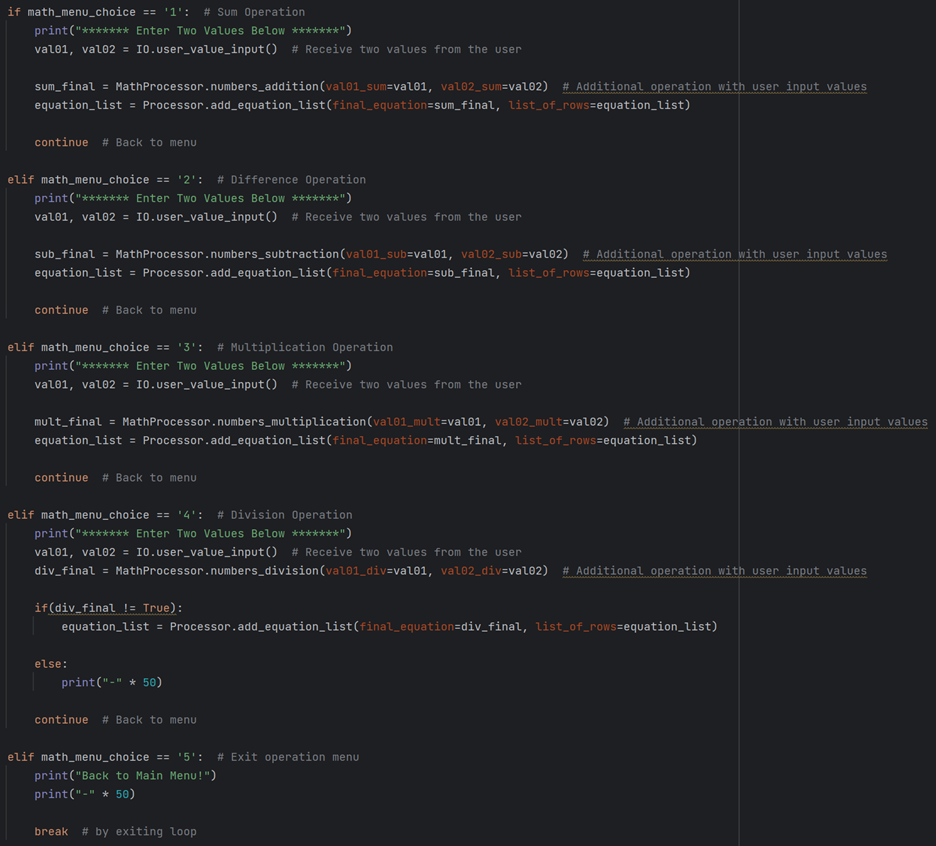 if math_menu_choice == '1':  # Sum Operation
    print("******* Enter Two Values Below *******")
    val01, val02 = IO.user_value_input()  # Receive two values from the user

    sum_final = MathProcessor.numbers_addition(val01_sum=val01, val02_sum=val02)  # Additional operation with user input values
    equation_list = Processor.add_equation_list(final_equation=sum_final, list_of_rows=equation_list)

    continue  # Back to menu

elif math_menu_choice == '2':  # Difference Operation
    print("******* Enter Two Values Below *******")
    val01, val02 = IO.user_value_input()  # Receive two values from the user

    sub_final = MathProcessor.numbers_subtraction(val01_sub=val01, val02_sub=val02)  # Additional operation with user input values
    equation_list = Processor.add_equation_list(final_equation=sub_final, list_of_rows=equation_list)

    continue  # Back to menu

elif math_menu_choice == '3':  # Multiplication Operation
    print("******* Enter Two Values Below *******")
    val01, val02 = IO.user_value_input()  # Receive two values from the user

    mult_final = MathProcessor.numbers_multiplication(val01_mult=val01, val02_mult=val02)  # Additional operation with user input values
    equation_list = Processor.add_equation_list(final_equation=mult_final, list_of_rows=equation_list)

    continue  # Back to menu

elif math_menu_choice == '4':  # Division Operation
    print("******* Enter Two Values Below *******")
    val01, val02 = IO.user_value_input()  # Receive two values from the user
    div_final = MathProcessor.numbers_division(val01_div=val01, val02_div=val02)  # Additional operation with user input values

    if(div_final != True):
        equation_list = Processor.add_equation_list(final_equation=div_final, list_of_rows=equation_list)

    else:
        print("-" * 50)

    continue  # Back to menu

elif math_menu_choice == '5':  # Exit operation menu
    print("Back to Main Menu!")
    print("-" * 50)

    break  # by exiting loop